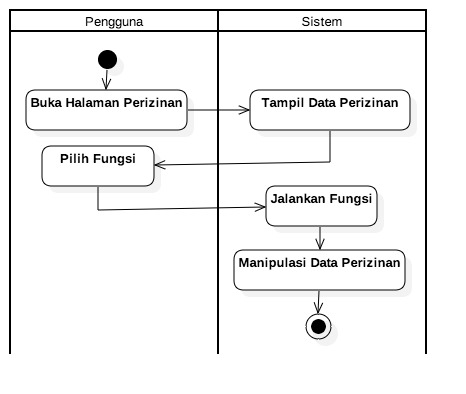 Pengguna
Sistem
Buka Halaman Perizinan
Tampil Data Perizinan
Pilih Fungsi
Jalankan Fungsi
Manipulasi Data Perizinan